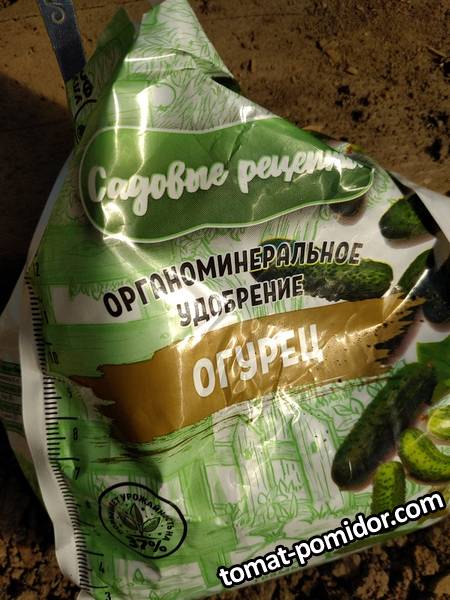 Садовые рецепты
ОРГАНОМИНЕРАЛЬНОЕ
УДОБРЕНИЕ
ОГУРЕЦ
tomat-pomidor.com